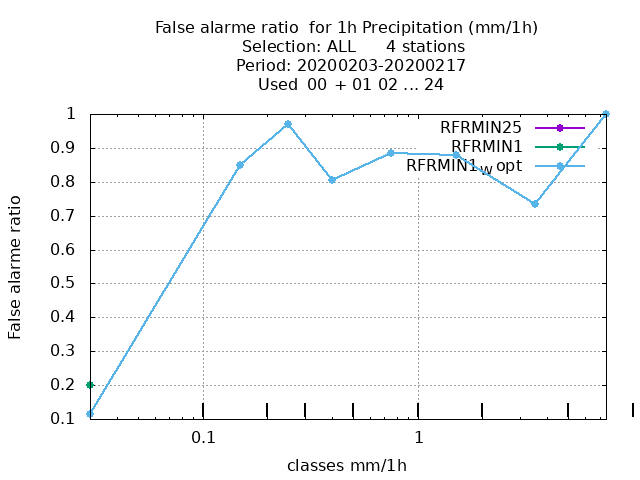 False alarme ratio  for 1h Precipitation (mm/1h)
Selection: ALL      4 stations
Period: 20200203-20200217
Used  00 + 01 02 ... 24
RFRMIN25
RFRMIN1
RFRMIN1w opt
1
0.9
0.8
0.7
0.6
0.5
0.4
0.3
0.2
0.1
False alarme ratio
0.1
1
classes mm/1h